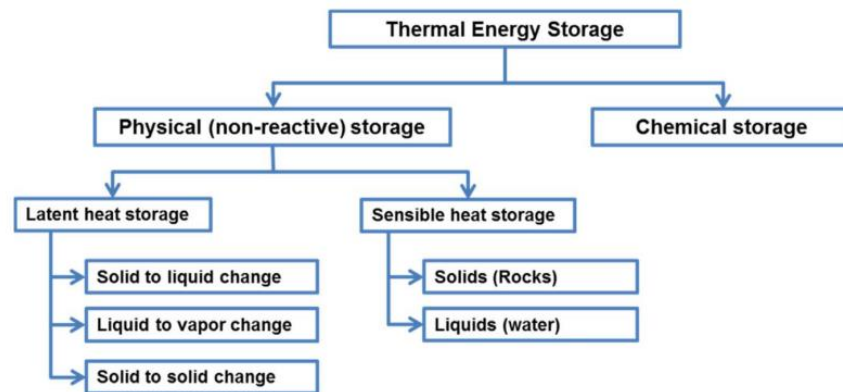 Thermal Energy Storage
Physical (non-reactive) storage
Chemical storage
Latent heat storage
Sensible heat storage
Solid to liquid change
Solids (Rocks)
Liquid to vapor change
Liquids (water)
Solid to solid change